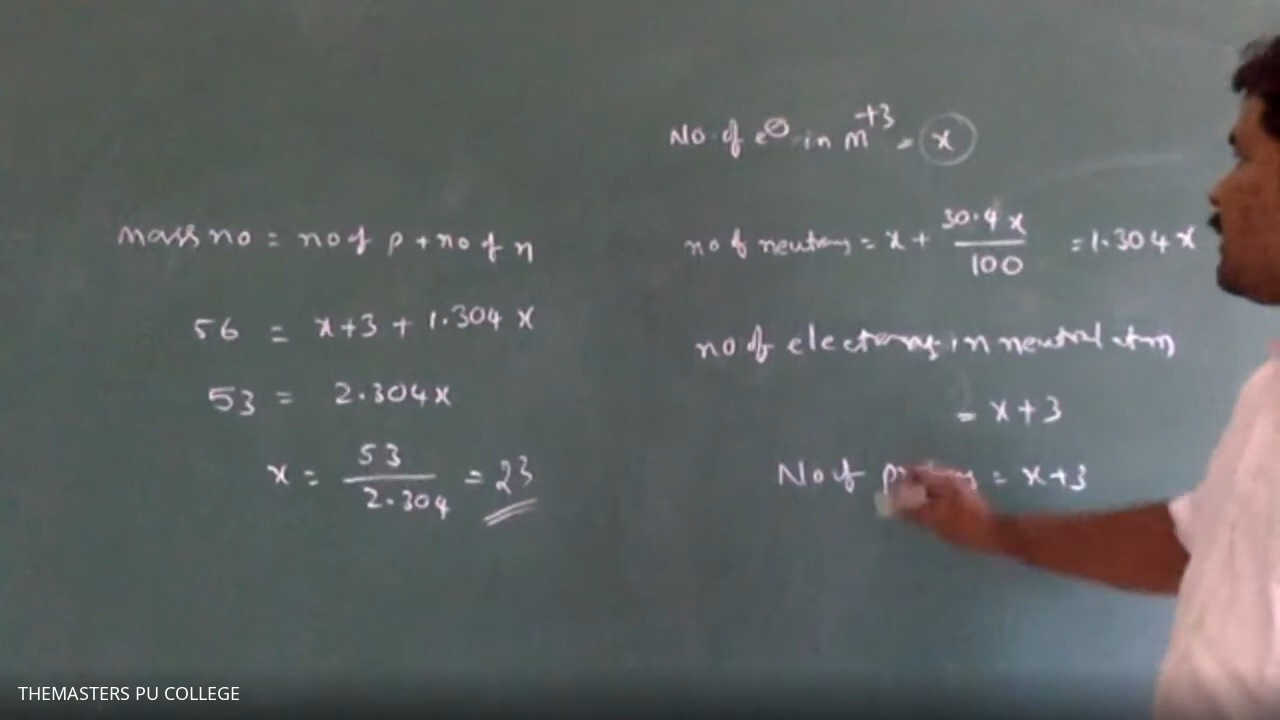 mass no = no of p + no of n
56 = x+3 + 1.304 x
53 = 2.304x
x = 53/2.304 = 23
No. of e⊖ in m+3 = x
no of neutrons = x + 30.4 x/100 = 1.304 x
no of electrons in neutral atom
= x+3
No of = x+3
THEMASTERS PU COLLEGE